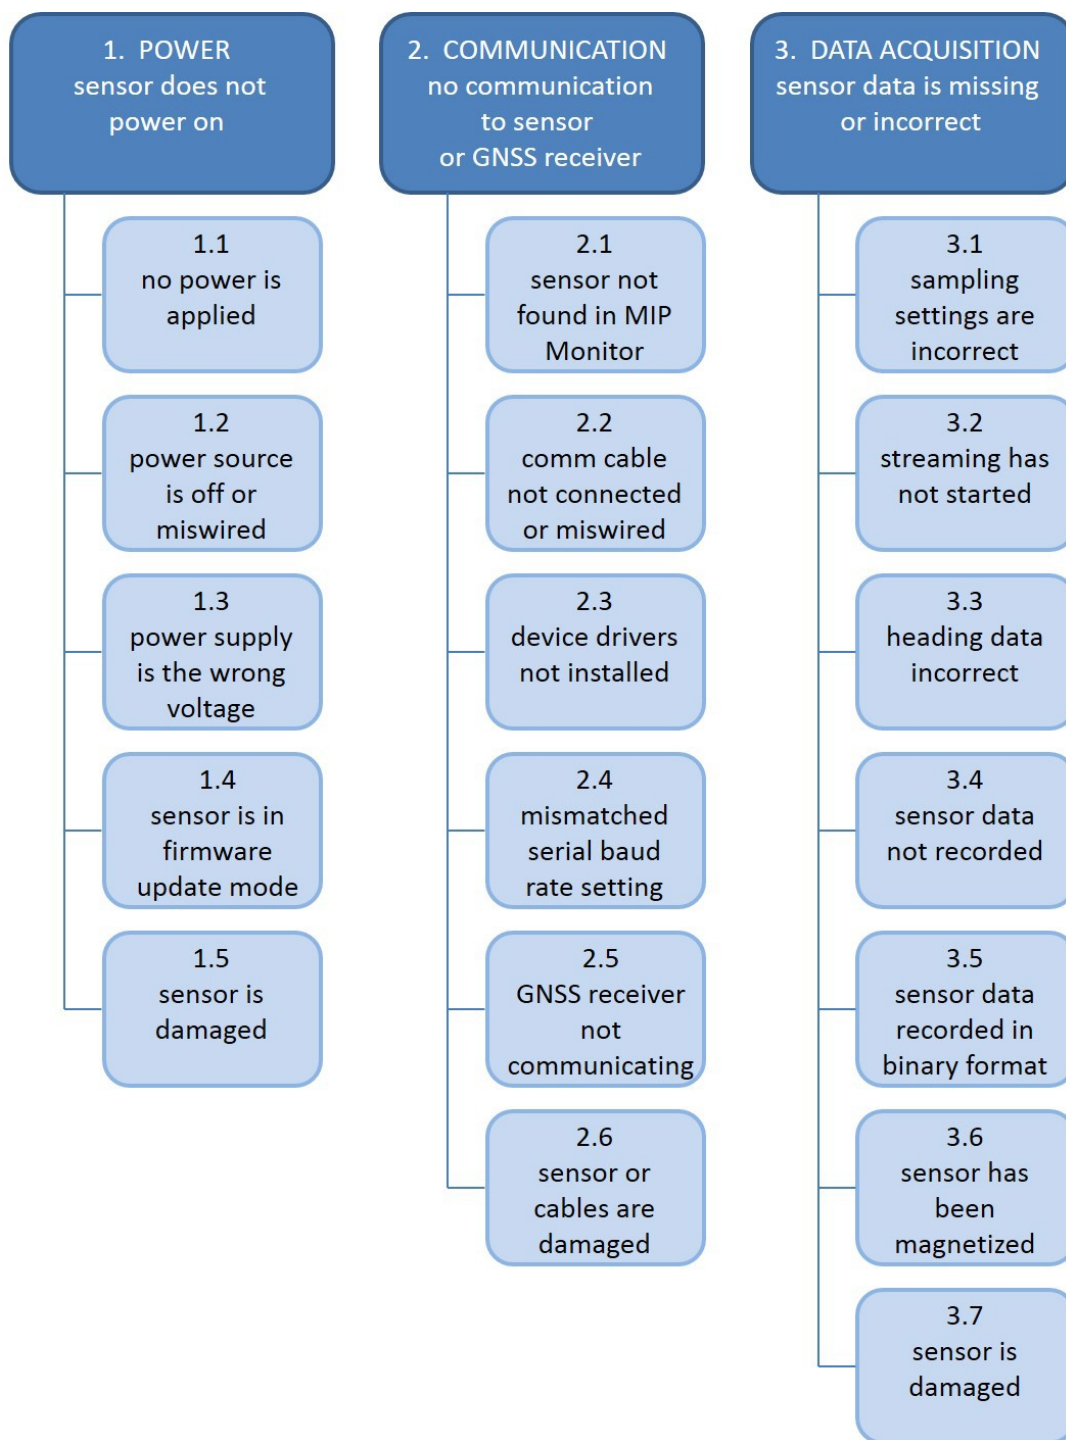 1. POWER
sensor does not
power on
1.1
no power is
applied
1.2
power source
is off or
miswired
1.3
power supply
is the wrong
voltage
1.4
sensor is in
firmware
update mode
1.5
sensor is
damaged
2. COMMUNICATION
no communication
to sensor
or GNSS receiver
2.1
sensor not
found in MIP
Monitor
2.2
comm cable
not connected
or miswired
2.3
device drivers
not installed
2.4
mismatched
serial baud
rate setting
2.5
GNSS receiver
not
communicating
2.6
sensor or
cables are
damaged
3. DATA ACQUISITION
sensor data is missing
or incorrect
3.1
sampling
settings are
incorrect
3.2
streaming has
not started
3.3
heading data
incorrect
3.4
sensor data
not recorded
3.5
sensor data
recorded in
binary format
3.6
sensor has
been
magnetized
3.7
sensor is
damaged